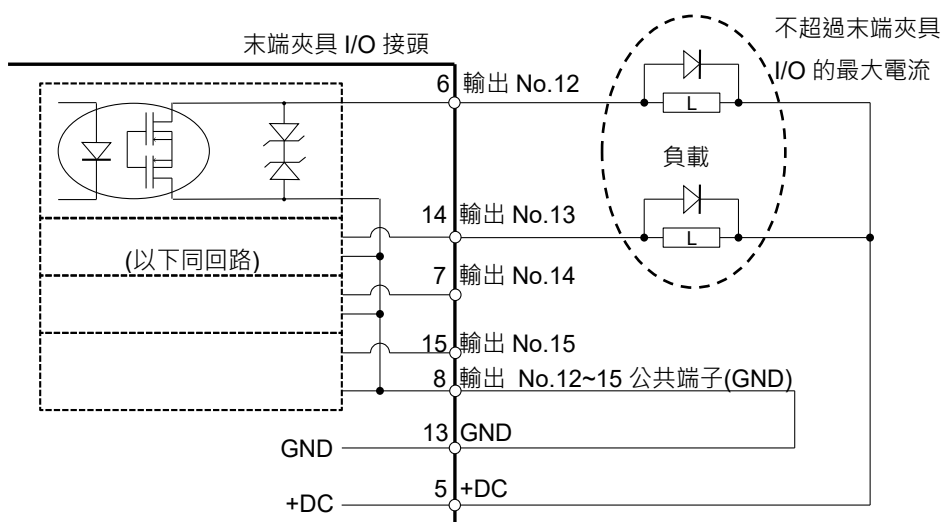 末端夾具 I/O 接頭
不超過末端夾具
I/O 的最大電流
6 輸出 No.12
L
負載
14 輸出 No.13
L
(以下同回路)
7 輸出 No.14
15 輸出 No.15
8 輸出 No.12~15 公共端子(GND)
GND 13 GND
+DC 5 +DC